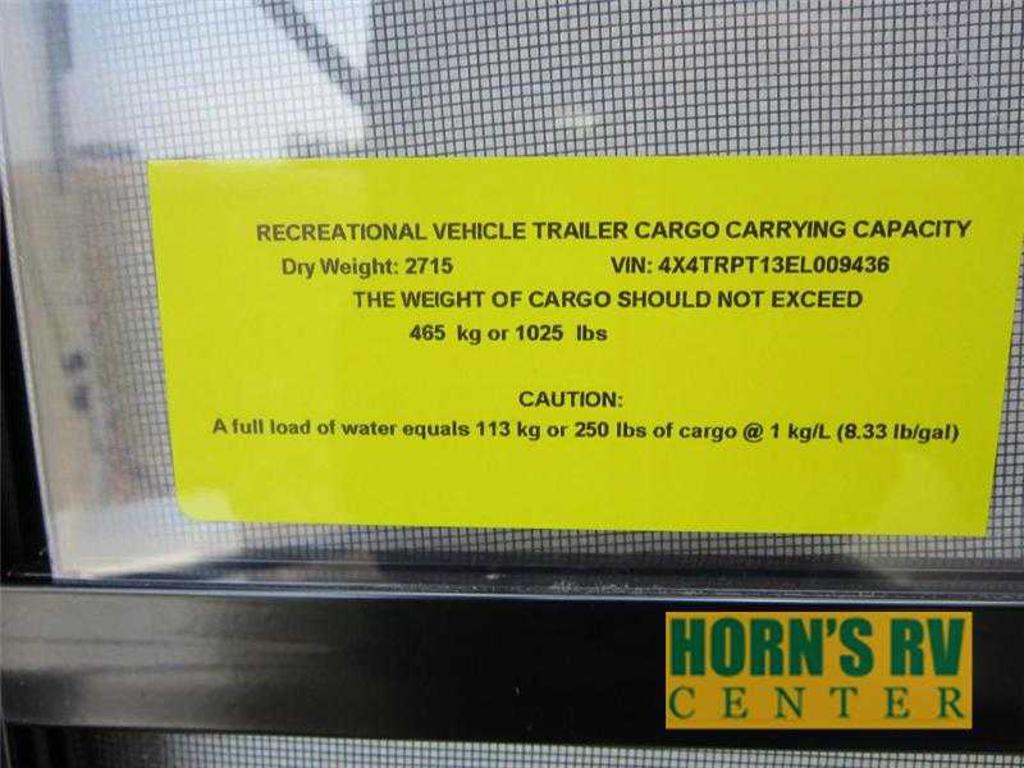 RECREATIONAL VEHICLE TRAILER CARGO CARRYING CAPACITY
Dry Weight: 2715 VIN: 4X4TRPT13EL009436
THE WEIGHT OF CARGO SHOULD NOT EXCEED
465 kg or 1025 lbs
CAUTION:
A full load of water equals 113 kg or 250 lbs of cargo @ 1 kg/L (8.33 lb/gal)
HORN'S RV
CENTER